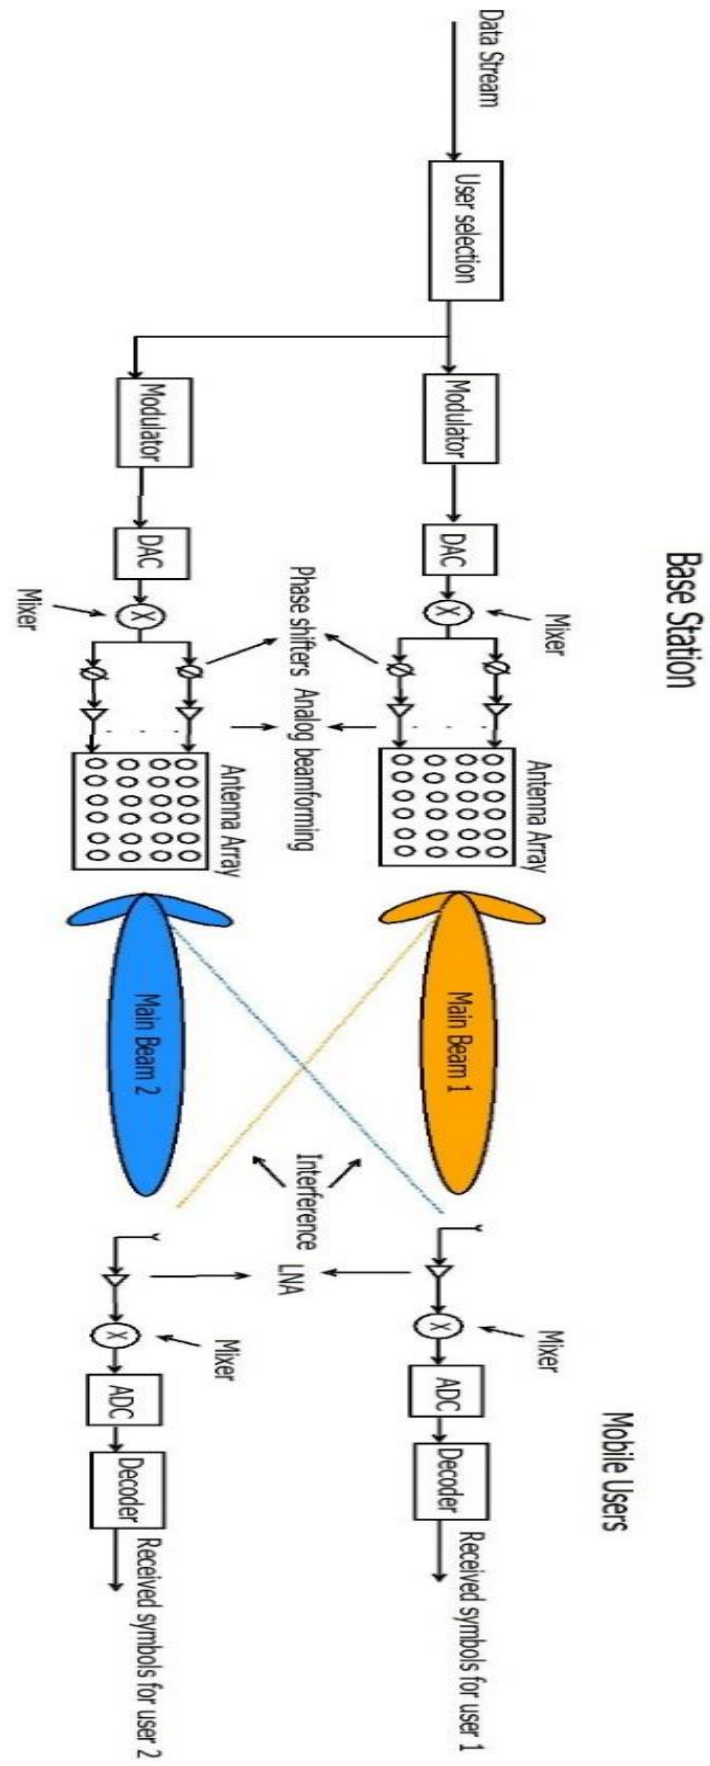 Base Station
Mobile Users
Data Stream
User selection
Modulator
DAC
X
Mixer
Antenna Array
Main Beam 1
X
Mixer
ADC
Decoder
Received symbols for user 1
Phase shifters
Analog beamforming
Interference
LNA
Modulator
DAC
X
Mixer
Antenna Array
Main Beam 2
X
Mixer
ADC
Decoder
Received symbols for user 2